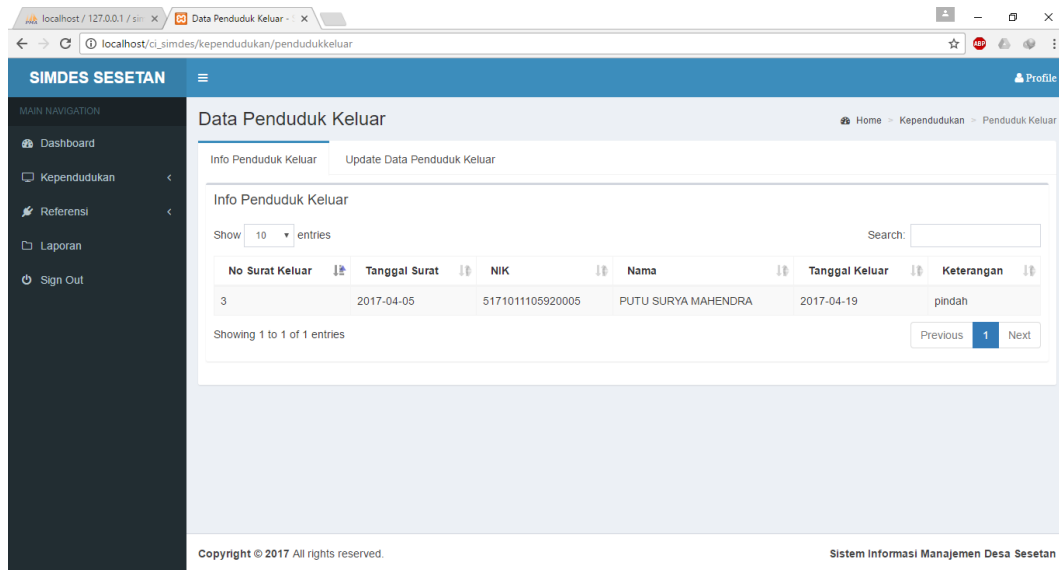 localhost / 127.0.0.1 / sim
Data Penduduk Keluar -
localhost/ci_simdes/kependudukan/pendudukkeluar
ABP
SIMDES SESETAN
Profile
MAIN NAVIGATION
Dashboard
Kependudukan
Referensi
Laporan
Sign Out
Data Penduduk Keluar
Home > Kependudukan > Penduduk Keluar
Info Penduduk Keluar Update Data Penduduk Keluar
Info Penduduk Keluar
Show 10 entries Search:
No Surat Keluar Tanggal Surat NIK Nama Tanggal Keluar Keterangan
3 2017-04-05 5171011105920005 PUTU SURYA MAHENDRA 2017-04-19 pindah
Showing 1 to 1 of 1 entries Previous 1 Next
Copyright © 2017 All rights reserved. Sistem Informasi Manajemen Desa Sesetan